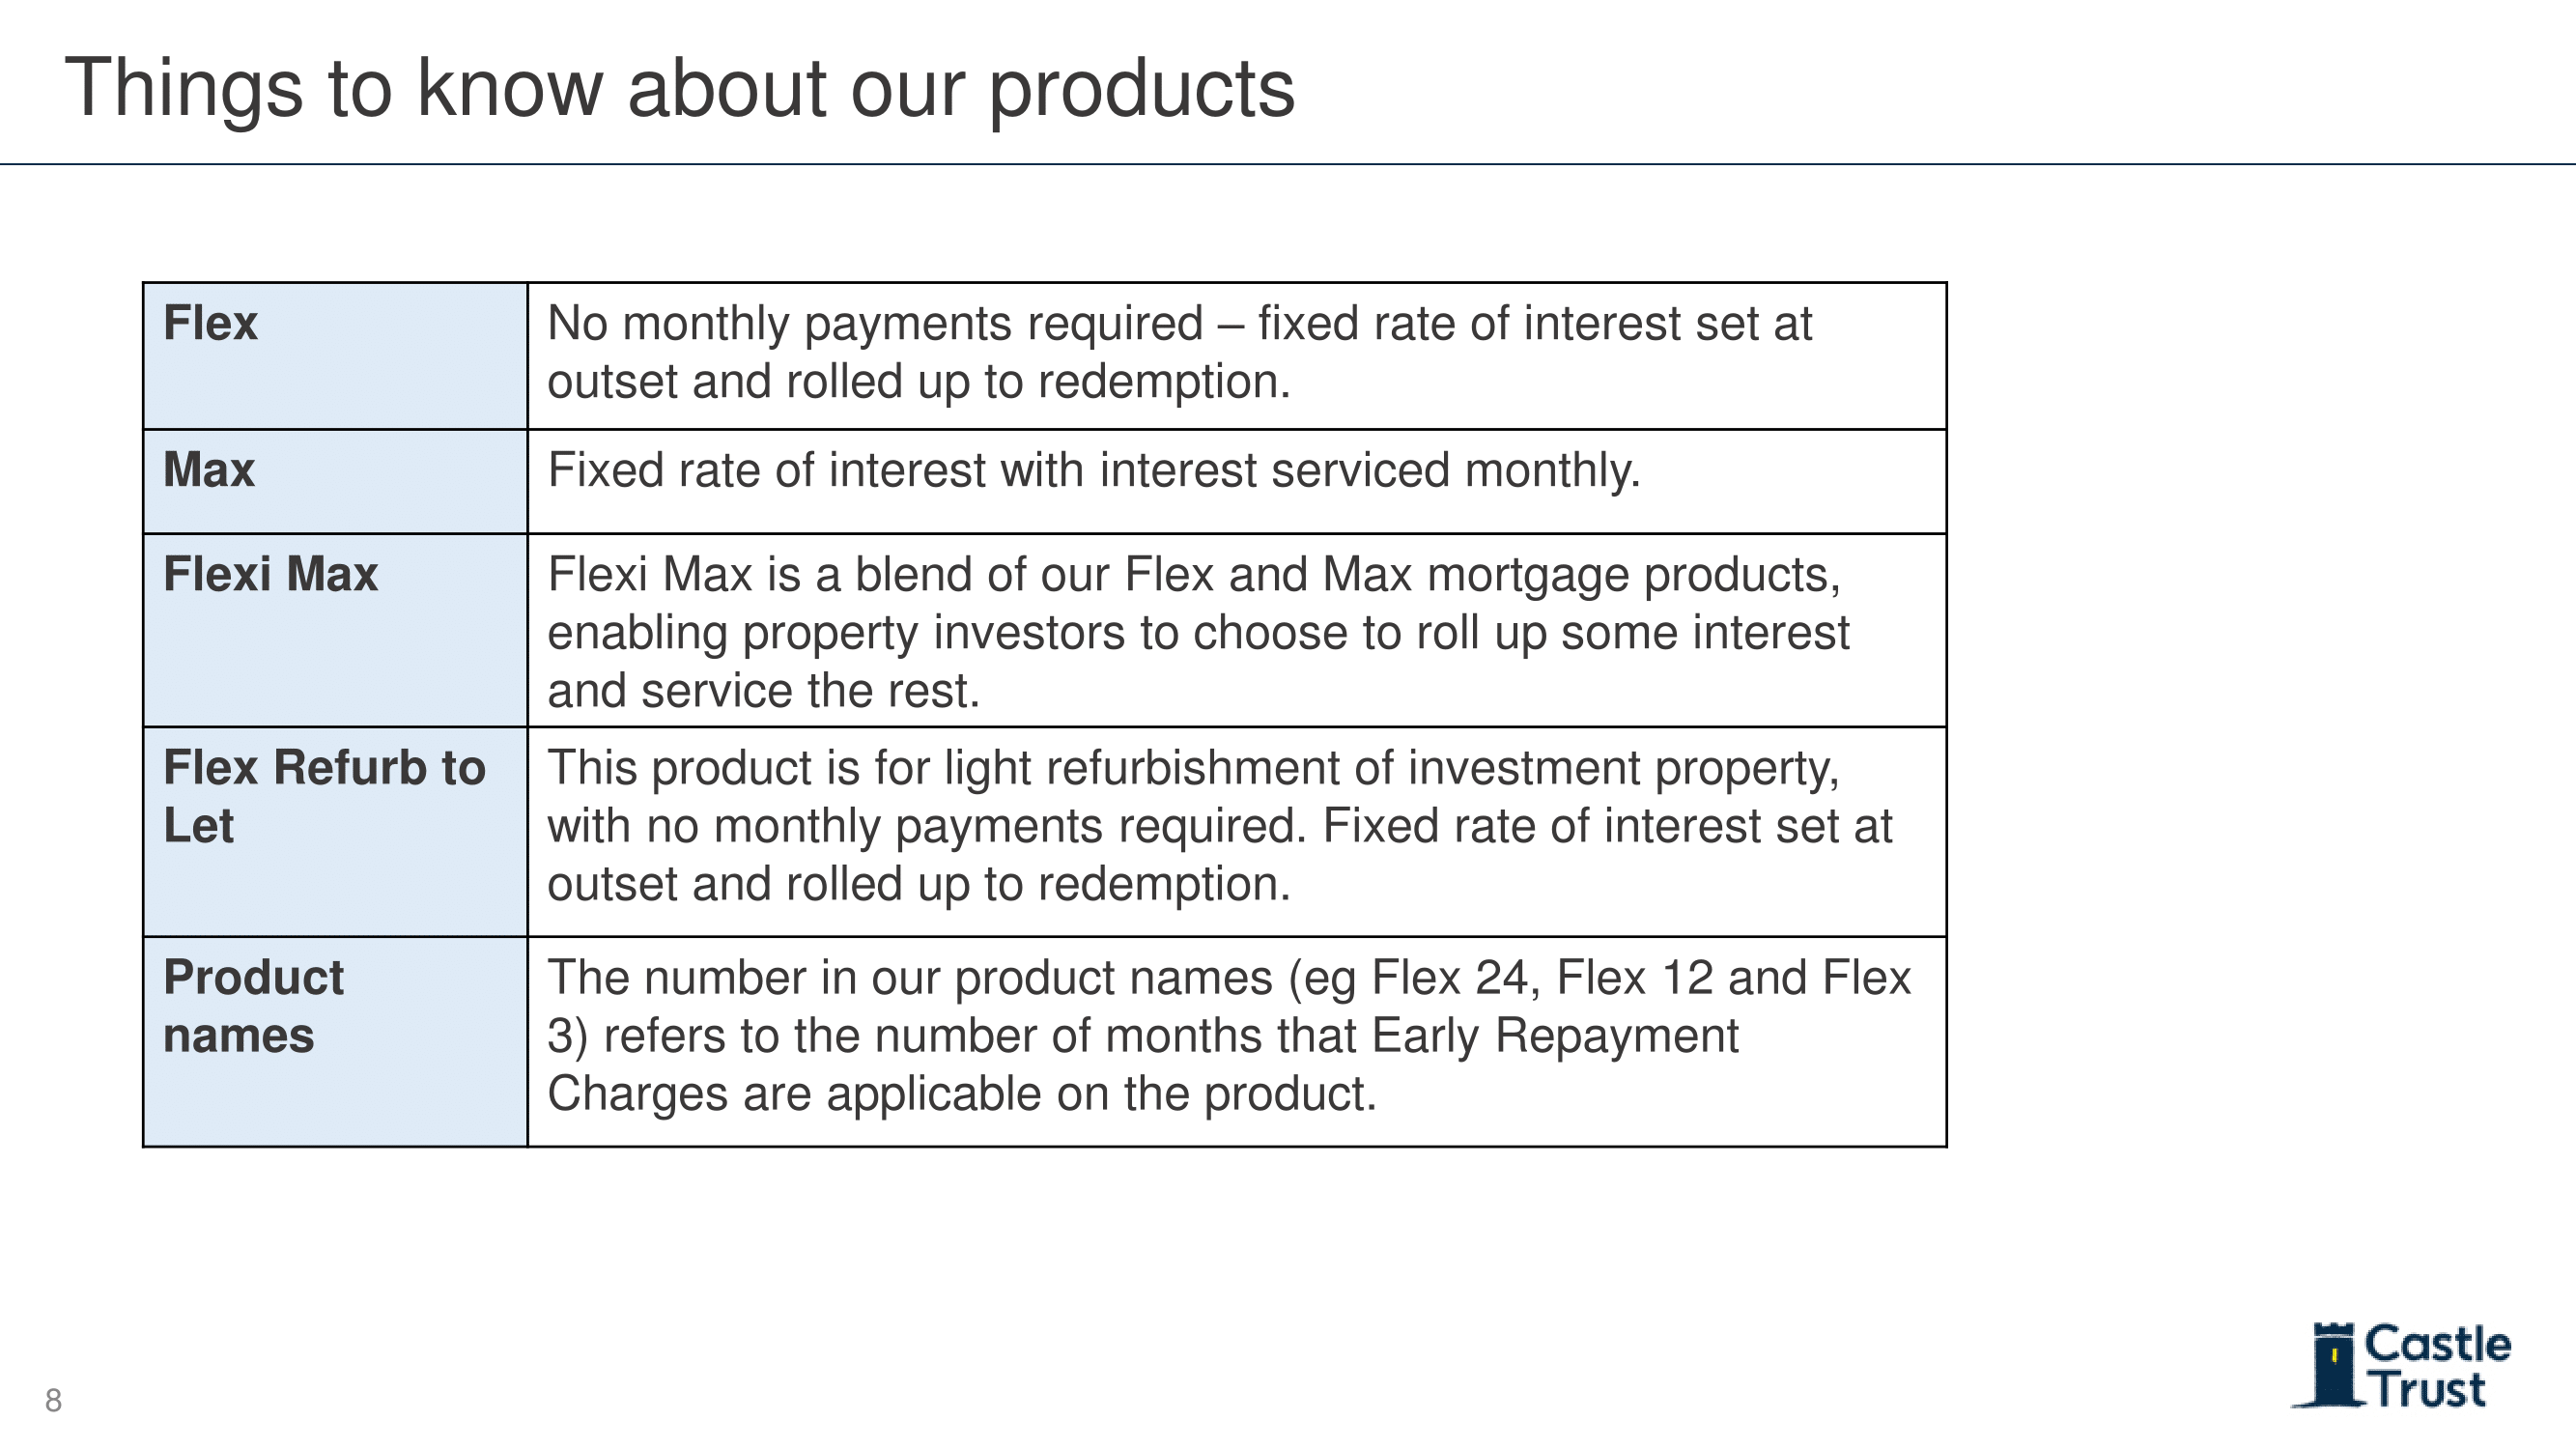 Things to know about our products
Flex
No monthly payments required – fixed rate of interest set at
outset and rolled up to redemption.
Max
Fixed rate of interest with interest serviced monthly.
Flexi Max
Flexi Max is a blend of our Flex and Max mortgage products,
enabling property investors to choose to roll up some interest
and service the rest.
Flex Refurb to
Let
This product is for light refurbishment of investment property,
with no monthly payments required. Fixed rate of interest set at
outset and rolled up to redemption.
Product
names
The number in our product names (eg Flex 24, Flex 12 and Flex
3) refers to the number of months that Early Repayment
Charges are applicable on the product.
8
Castle
Trust